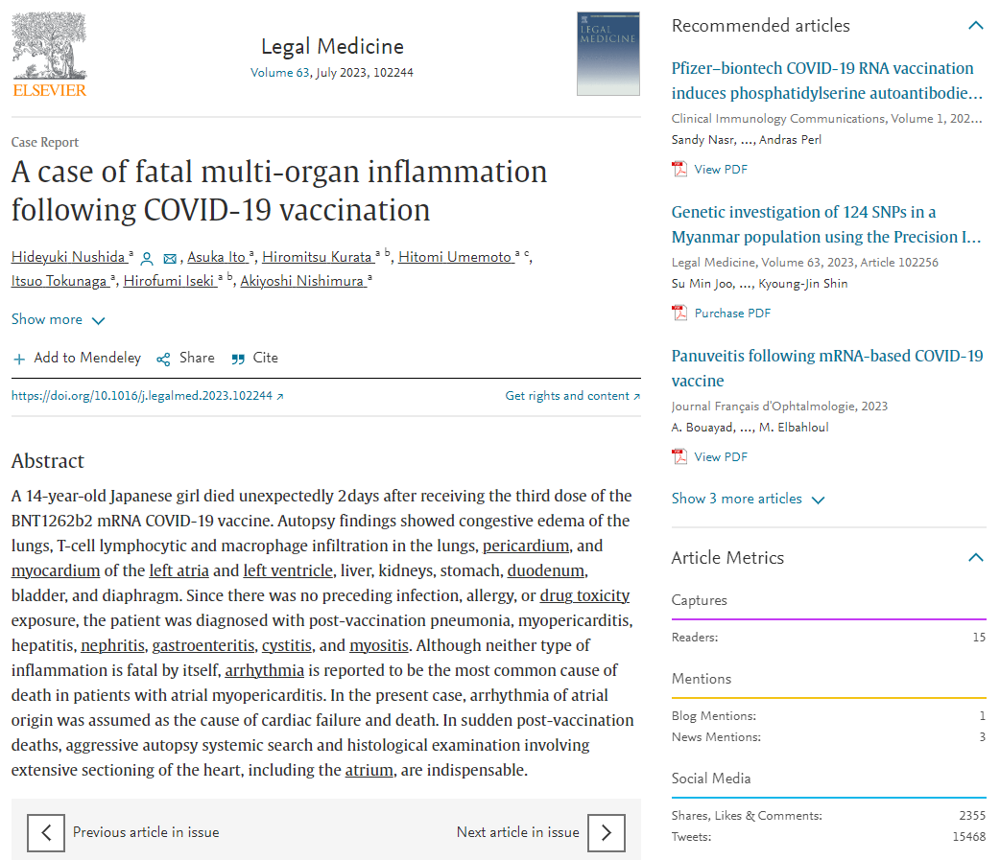 ELSEVIER
Legal Medicine
Volume 63, July 2023, 102244
LEGAL
MEDICINE
Case Report
A case of fatal multi-organ inflammation
following COVID-19 vaccination
Hideyuki Nushida a, Asuka Ito a, Hiromitsu Kurata a b, Hitomi Umemoto a c,
Itsuo Tokunaga a, Hirofumi Iseki a b, Akiyoshi Nishimura a
Show more
+ Add to Mendeley Share Cite
https://doi.org/10.1016/j.legalmed.2023.102244 ↗ Get rights and content ↗
Abstract
A 14-year-old Japanese girl died unexpectedly 2 days after receiving the third dose of the
BNT1262b2 mRNA COVID-19 vaccine. Autopsy findings showed congestive edema of the
lungs, T-cell lymphocytic and macrophage infiltration in the lungs, pericardium, and
myocardium of the left atria and left ventricle, liver, kidneys, stomach, duodenum,
bladder, and diaphragm. Since there was no preceding infection, allergy, or drug toxicity
exposure, the patient was diagnosed with post-vaccination pneumonia, myopericarditis,
hepatitis, nephritis, gastroenteritis, cystitis, and myositis. Although neither type of
inflammation is fatal by itself, arrhythmia is reported to be the most common cause of
death in patients with atrial myopericarditis. In the present case, arrhythmia of atrial
origin was assumed as the cause of cardiac failure and death. In sudden post-vaccination
deaths, aggressive autopsy systemic search and histological examination involving
extensive sectioning of the heart, including the atrium, are indispensable.
Previous article in issue Next article in issue
Recommended articles
Pfizer–biontech COVID-19 RNA vaccination
induces phosphatidylserine autoantibodie…
Clinical Immunology Communications, Volume 1, 202…
Sandy Nasr, …, Andras Perl
View PDF
Genetic investigation of 124 SNPs in a
Myanmar population using the Precision I…
Legal Medicine, Volume 63, 2023, Article 102256
Su Min Joo, …, Kyoung-Jin Shin
Purchase PDF
Panuveitis following mRNA-based COVID-19
vaccine
Journal Français d'Ophtalmologie, 2023
A. Bouayad, …, M. Elbahloul
View PDF
Show 3 more articles
Article Metrics
Captures
Readers: 15
Mentions
Blog Mentions: 1
News Mentions: 3
Social Media
Shares, Likes & Comments: 2355
Tweets: 15468